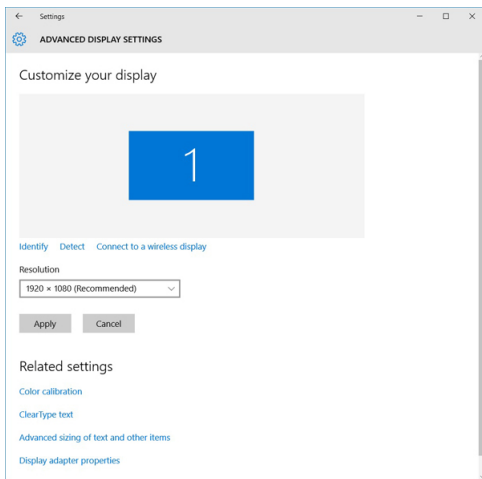 Settings
ADVANCED DISPLAY SETTINGS
Customize your display
1
Identify Detect Connect to a wireless display
Resolution
1920 × 1080 (Recommended)
Apply Cancel
Related settings
Color calibration
ClearType text
Advanced sizing of text and other items
Display adapter properties